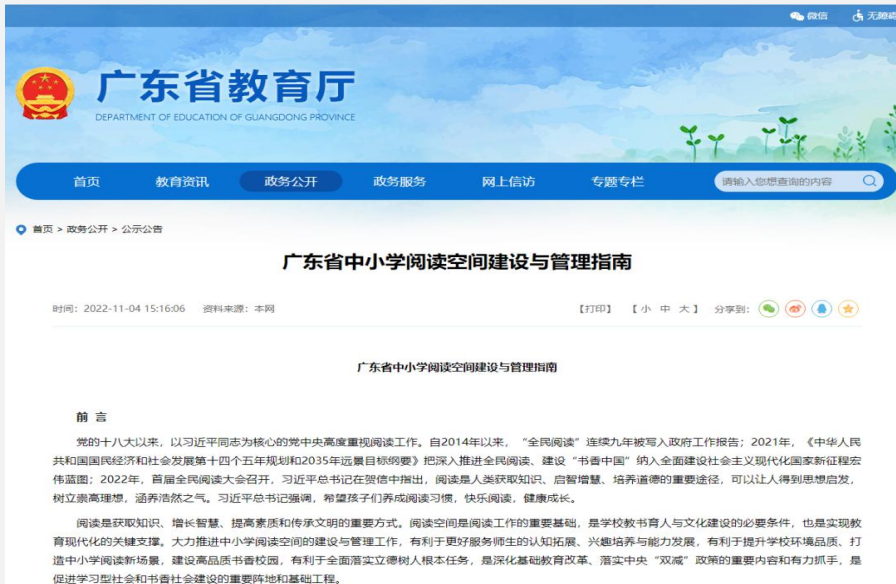 微信 无障碍
广东省教育厅
DEPARTMENT OF EDUCATION OF GUANGDONG PROVINCE
首页 教育资讯 政务公开 政务服务 网上信访 专题专栏 请输入您想查询的内容
首页 > 政务公开 > 公示公告
广东省中小学阅读空间建设与管理指南
时间：2022-11-04 15:16:06 资料来源：本网 【打印】 【 小 中 大 】 分享到：
广东省中小学阅读空间建设与管理指南
前 言
党的十八大以来，以习近平同志为核心的党中央高度重视阅读工作。自2014年以来，“全民阅读”连续九年被写入政府工作报告；2021年，《中华人民
共和国国民经济和社会发展第十四个五年规划和2035年远景目标纲要》把深入推进全民阅读、建设“书香中国”纳入全面建设社会主义现代化国家新征程宏
伟蓝图；2022年，首届全民阅读大会召开，习近平总书记在贺信中指出，阅读是人类获取知识、启智增慧、培养道德的重要途径，可以让人得到思想启发，
树立崇高理想，涵养浩然之气。习近平总书记强调，希望孩子们养成阅读习惯，快乐阅读，健康成长。
阅读是获取知识、增长智慧、提高素质和传承文明的重要方式。阅读空间是阅读工作的重要基础，是学校教书育人与文化建设的必要条件，也是实现教
育现代化的关键支撑。大力推进中小学阅读空间的建设与管理工作，有利于更好服务师生的认知拓展、兴趣培养与能力发展，有利于提升学校环境品质、打
造中小学阅读新场景，建设高品质书香校园，有利于全面落实立德树人根本任务，是深化基础教育改革、落实中央“双减”政策的重要内容和有力抓手，是
促进学习型社会和书香社会建设的重要阵地和基础工程。